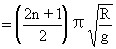 = ( (2n + 1) / 2 ) π √(R / g)